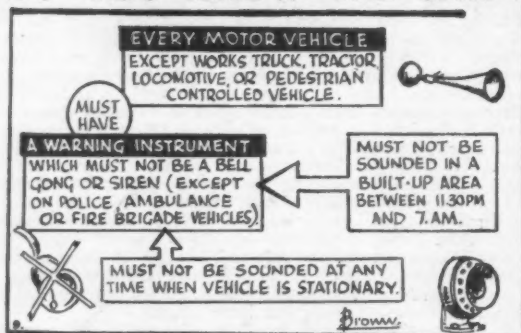 EVERY MOTOR VEHICLE
EXCEPT WORKS TRUCK, TRACTOR,
LOCOMOTIVE, OR PEDESTRIAN
CONTROLLED VEHICLE.
MUST
HAVE
A WARNING INSTRUMENT
WHICH MUST NOT BE A BELL
GONG OR SIREN (EXCEPT
ON POLICE, AMBULANCE
OR FIRE BRIGADE VEHICLES).
MUST NOT BE
SOUNDED IN A
BUILT-UP AREA
BETWEEN 11.30PM
AND 7.AM.
MUST NOT BE SOUNDED AT ANY
TIME WHEN VEHICLE IS STATIONARY.
Brown.